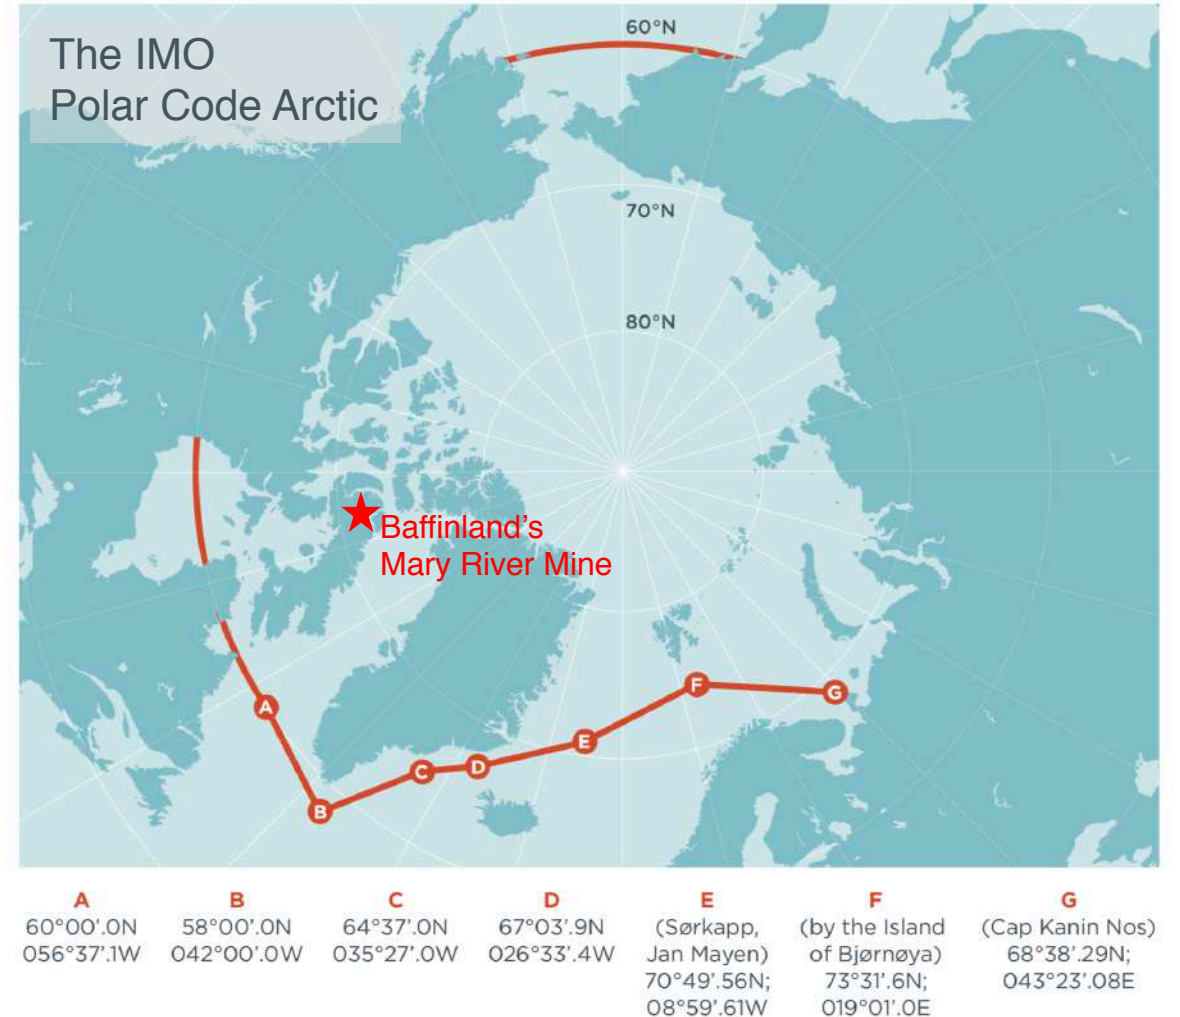 The IMO
Polar Code Arctic
60°N
70°N
80°N
Baffinland’s
Mary River Mine
A
B
C
D
E
F
G
A
60°00’.0N
056°37’.1W
B
58°00’.0N
042°00’.0W
C
64°37’.0N
035°27’.0W
D
67°03’.9N
026°33’.4W
E
(Sørkapp,
Jan Mayen)
70°49’.56N;
08°59’.61W
F
(by the Island
of Bjørnøya)
73°31’.6N;
019°01’.0E
G
(Cap Kanin Nos)
68°38’.29N;
043°23’.08E